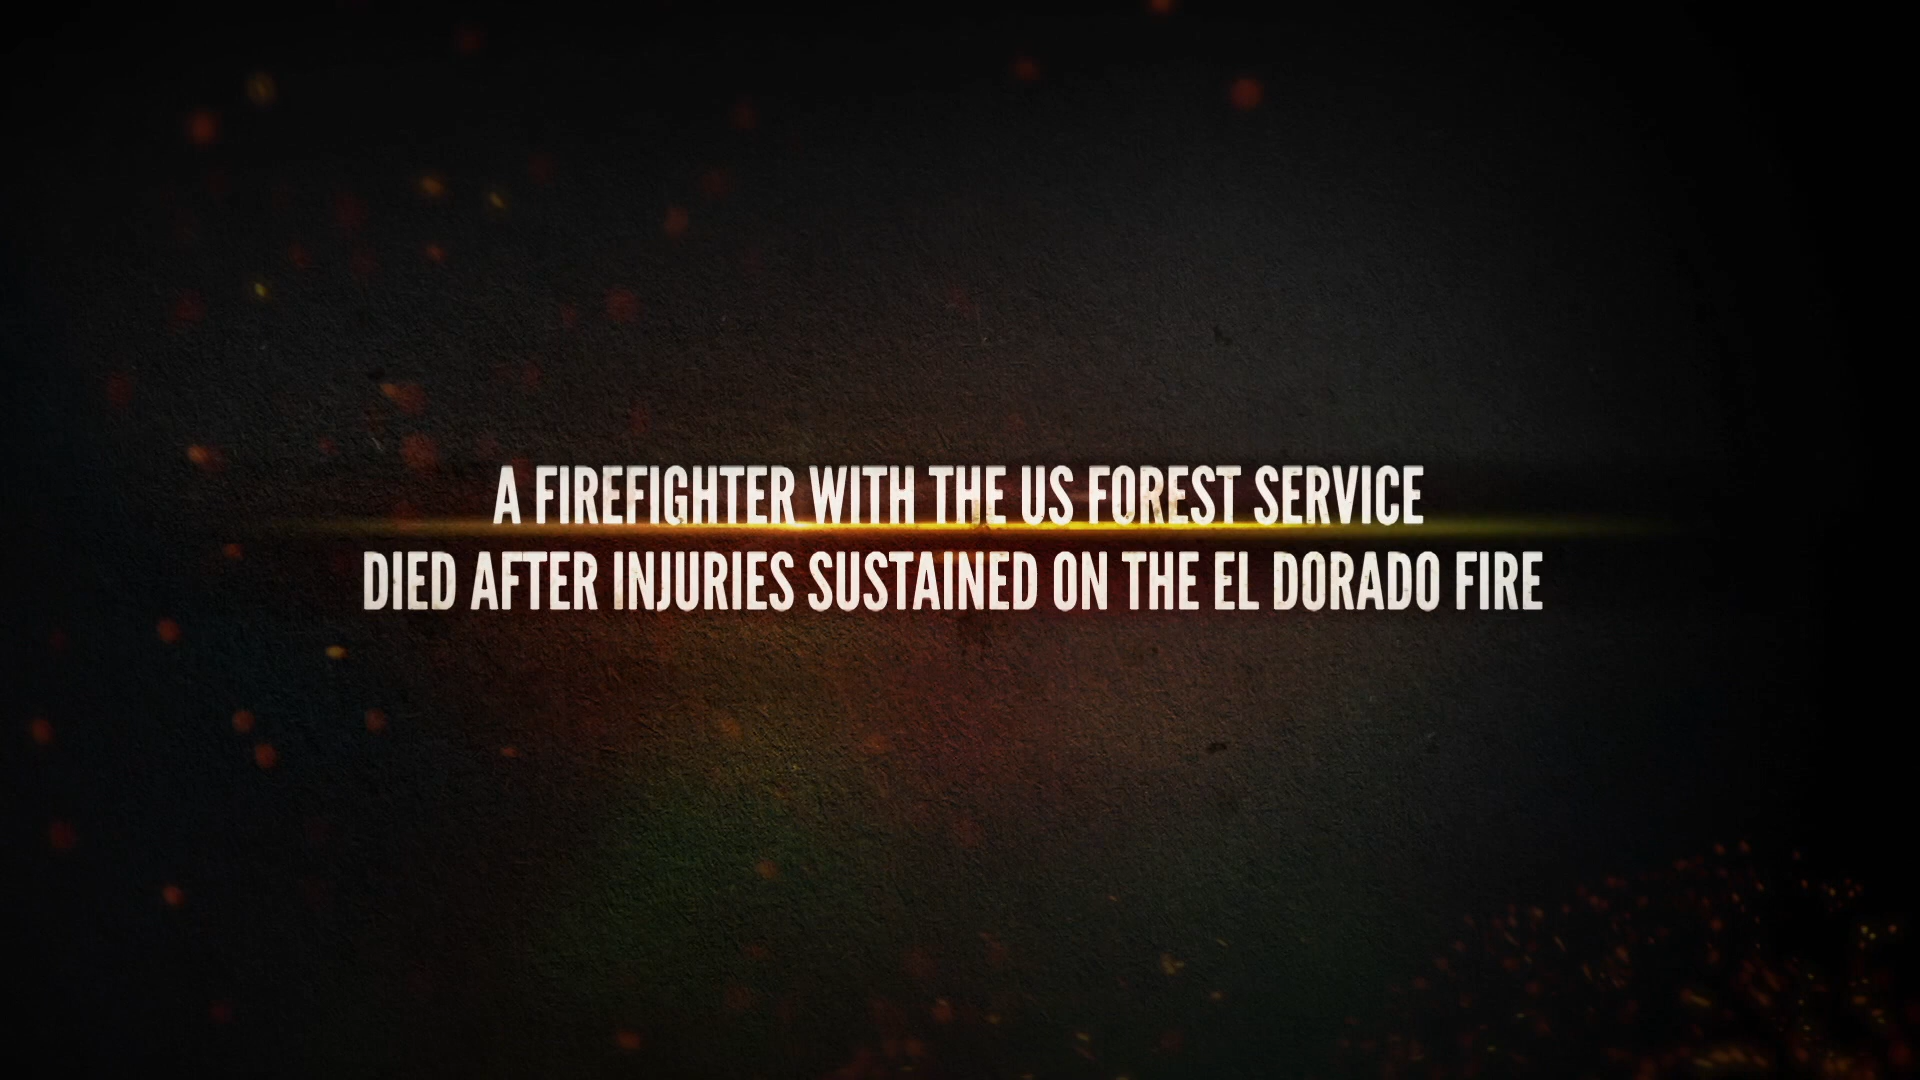 A FIREFIGHTER WITH THE US FOREST SERVICE
DIED AFTER INJURIES SUSTAINED ON THE EL DORADO FIRE